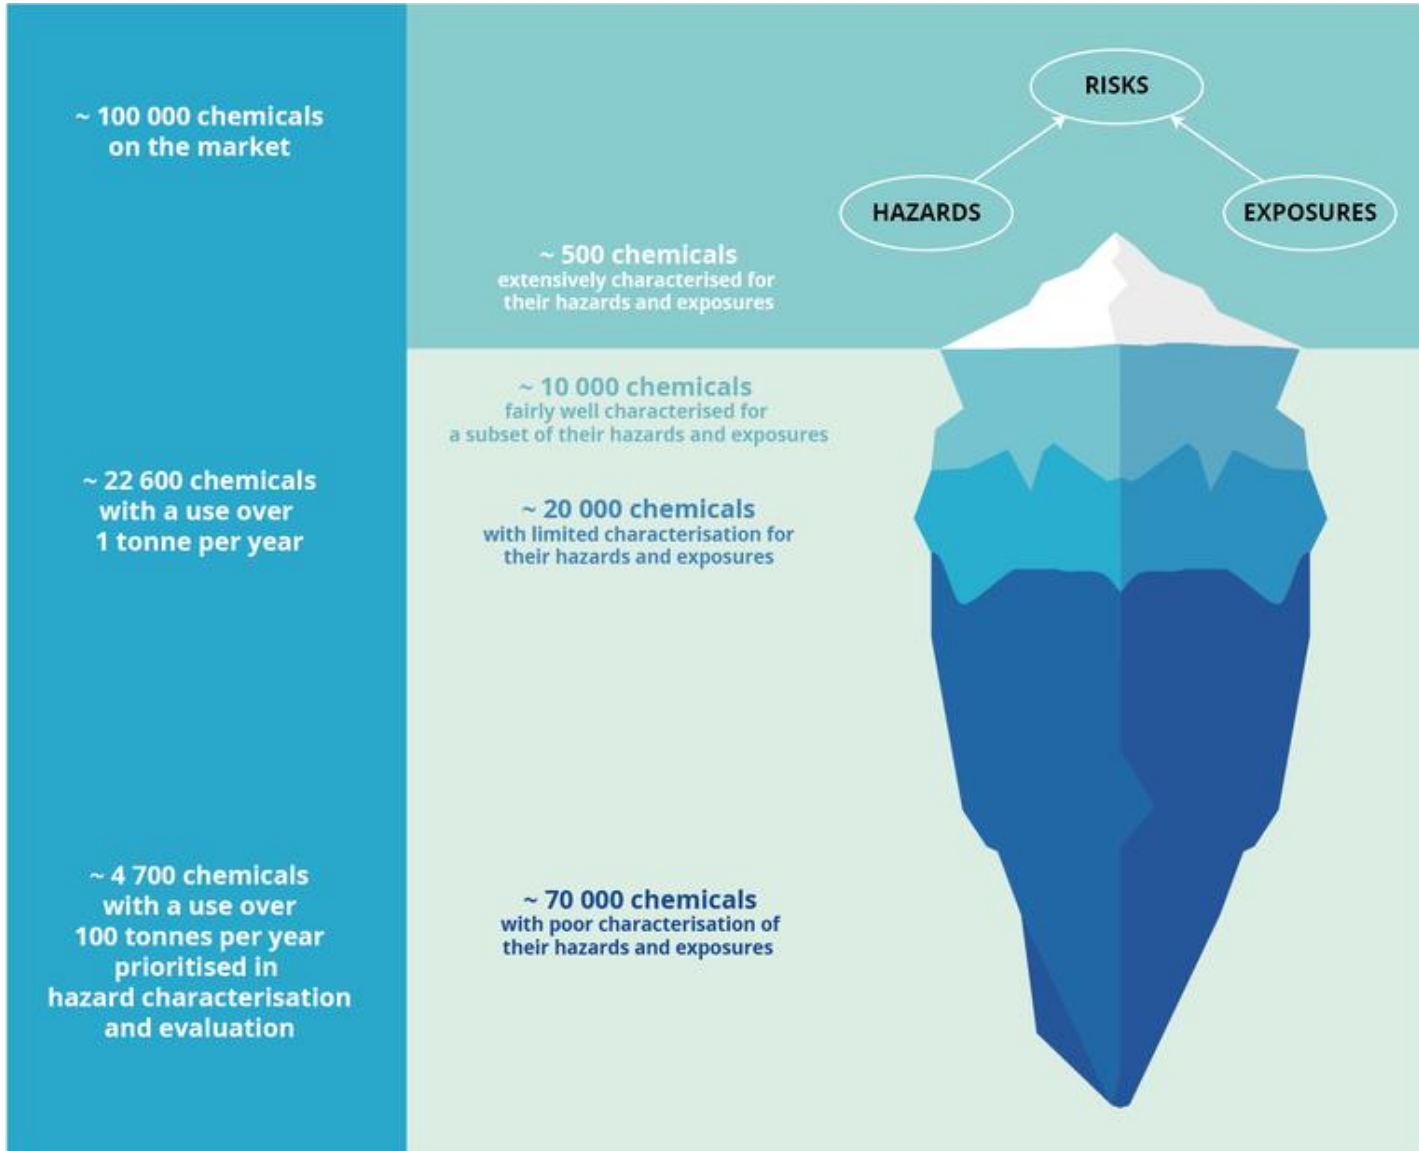 ~ 100 000 chemicals
on the market
~ 22 600 chemicals
with a use over
1 tonne per year
~ 4 700 chemicals
with a use over
100 tonnes per year
prioritised in
hazard characterisation
and evaluation
RISKS
HAZARDS
EXPOSURES
~ 500 chemicals
extensively characterised for
their hazards and exposures
~ 10 000 chemicals
fairly well characterised for
a subset of their hazards and exposures
~ 20 000 chemicals
with limited characterisation for
their hazards and exposures
~ 70 000 chemicals
with poor characterisation of
their hazards and exposures